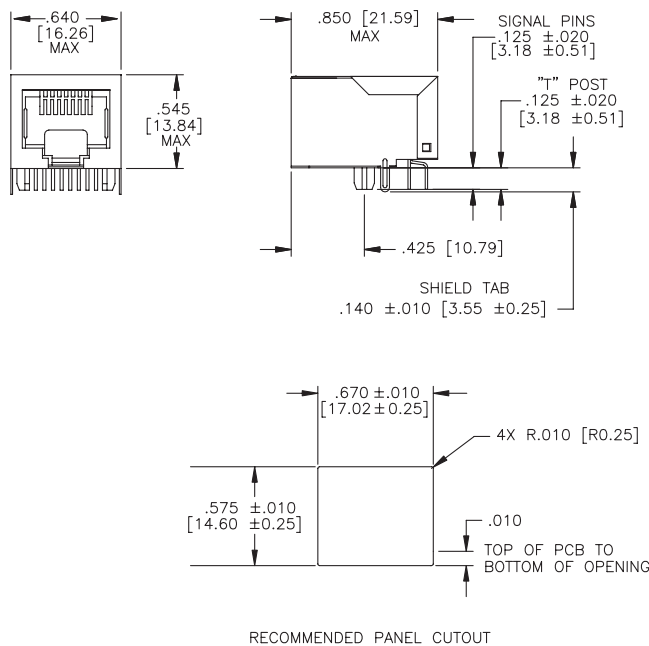 .640
[16.26]
MAX
.545
[13.84]
MAX
.850 [21.59]
MAX
SIGNAL PINS
.125 ±.020
[3.18 ±0.51]
"T" POST
.125 ±.020
[3.18 ±0.51]
.425 [10.79]
SHIELD TAB
.140 ±.010 [3.55 ±0.25]
.670 ±.010
[17.02±0.25]
4X R.010 [R0.25]
.575 ±.010
[14.60 ±0.25]
.010
TOP OF PCB TO
BOTTOM OF OPENING
RECOMMENDED PANEL CUTOUT